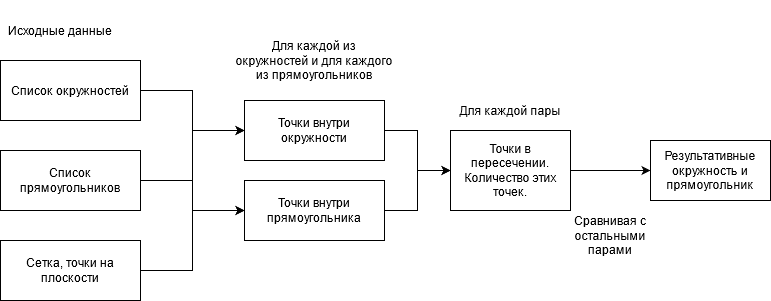 Исходные данные
Список окружностей
Список
прямоугольников
Сетка, точки на
плоскости
Для каждой из
окружностей и для каждого
из прямоугольников
Точки внутри
окружности
Точки внутри
прямоугольника
Для каждой пары
Точки в
пересечении.
Количество этих
точек.
Сравнивая с
остальными
парами
Результативные
окружность и
прямоугольник